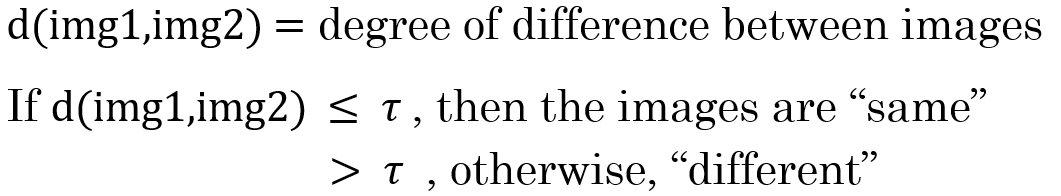 d(img1,img2) = degree of difference between images
If d(img1,img2) ≤ τ , then the images are “same”
> τ , otherwise, “different”